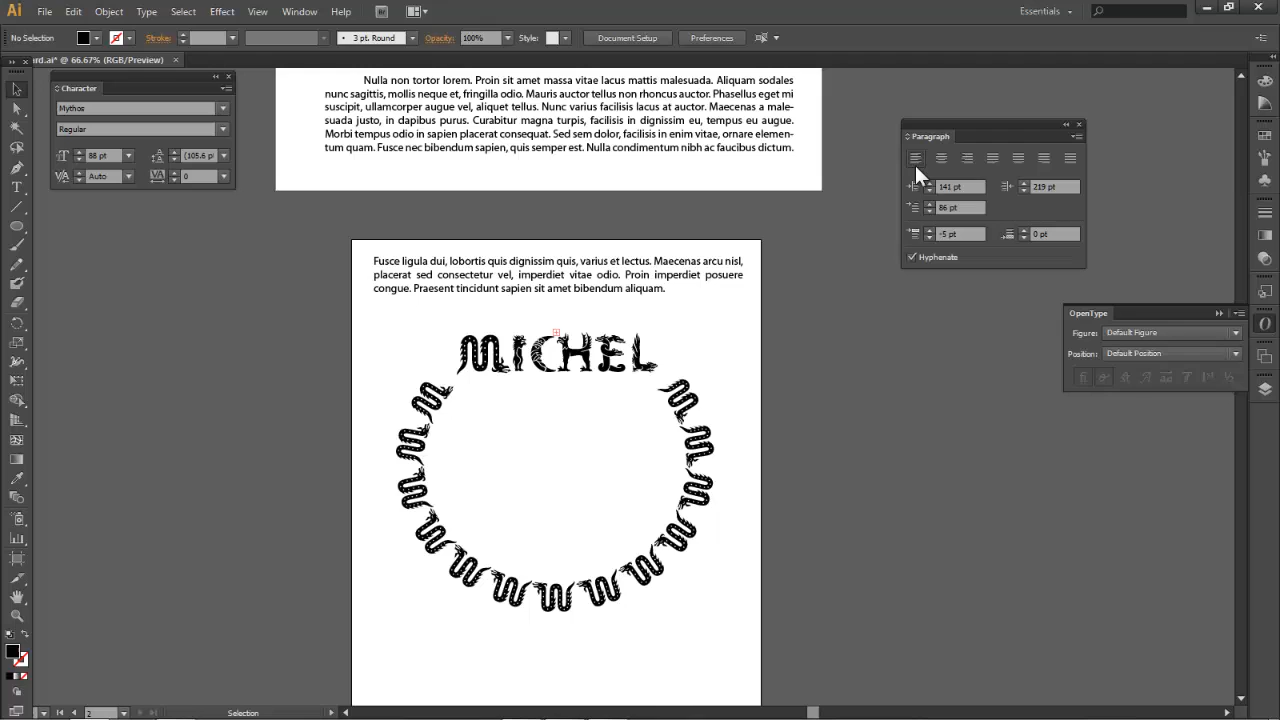 Ai File Edit Object Type Select Effect View Window Help Br Essentials
No Selection Stroke: 3 pt. Round Opacity: 100% Style: Document Setup Preferences
ard.ai* @ 66.67% (RGB/Preview)
Character
Mythos
Regular
88 pt (105.6 p
Auto 0
Nulla non tortor lorem. Proin sit amet massa vitae lacus mattis malesuada. Aliquam sodales
nunc sagittis, mollis neque et, fringilla odio. Mauris auctor tellus non rhoncus auctor. Phasellus eget mi
suscipit, ullamcorper augue vel, aliquet tellus. Nunc varius facilisis lacus at auctor. Maecenas a male-
suada justo, in dapibus purus. Curabitur magna turpis, facilisis in dignissim eu, tempus eu augue.
Morbi tempus odio in sapien placerat consequat. Sed sem dolor, facilisis in enim vitae, ornare elemen-
tum quam. Fusce nec bibendum sapien, quis semper est. Nulla condimentum nibh ac faucibus dictum.
Paragraph
141 pt 219 pt
86 pt
-5 pt 0 pt
Hyphenate
OpenType
Figure: Default Figure
Position: Default Position
Fusce ligula dui, lobortis quis dignissim quis, varius et lectus. Maecenas arcu nisl,
placerat sed consectetur vel, imperdiet vitae odio. Proin imperdiet posuere
congue. Praesent tincidunt sapien sit amet bibendum aliquam.
MICHEL
2 Selection